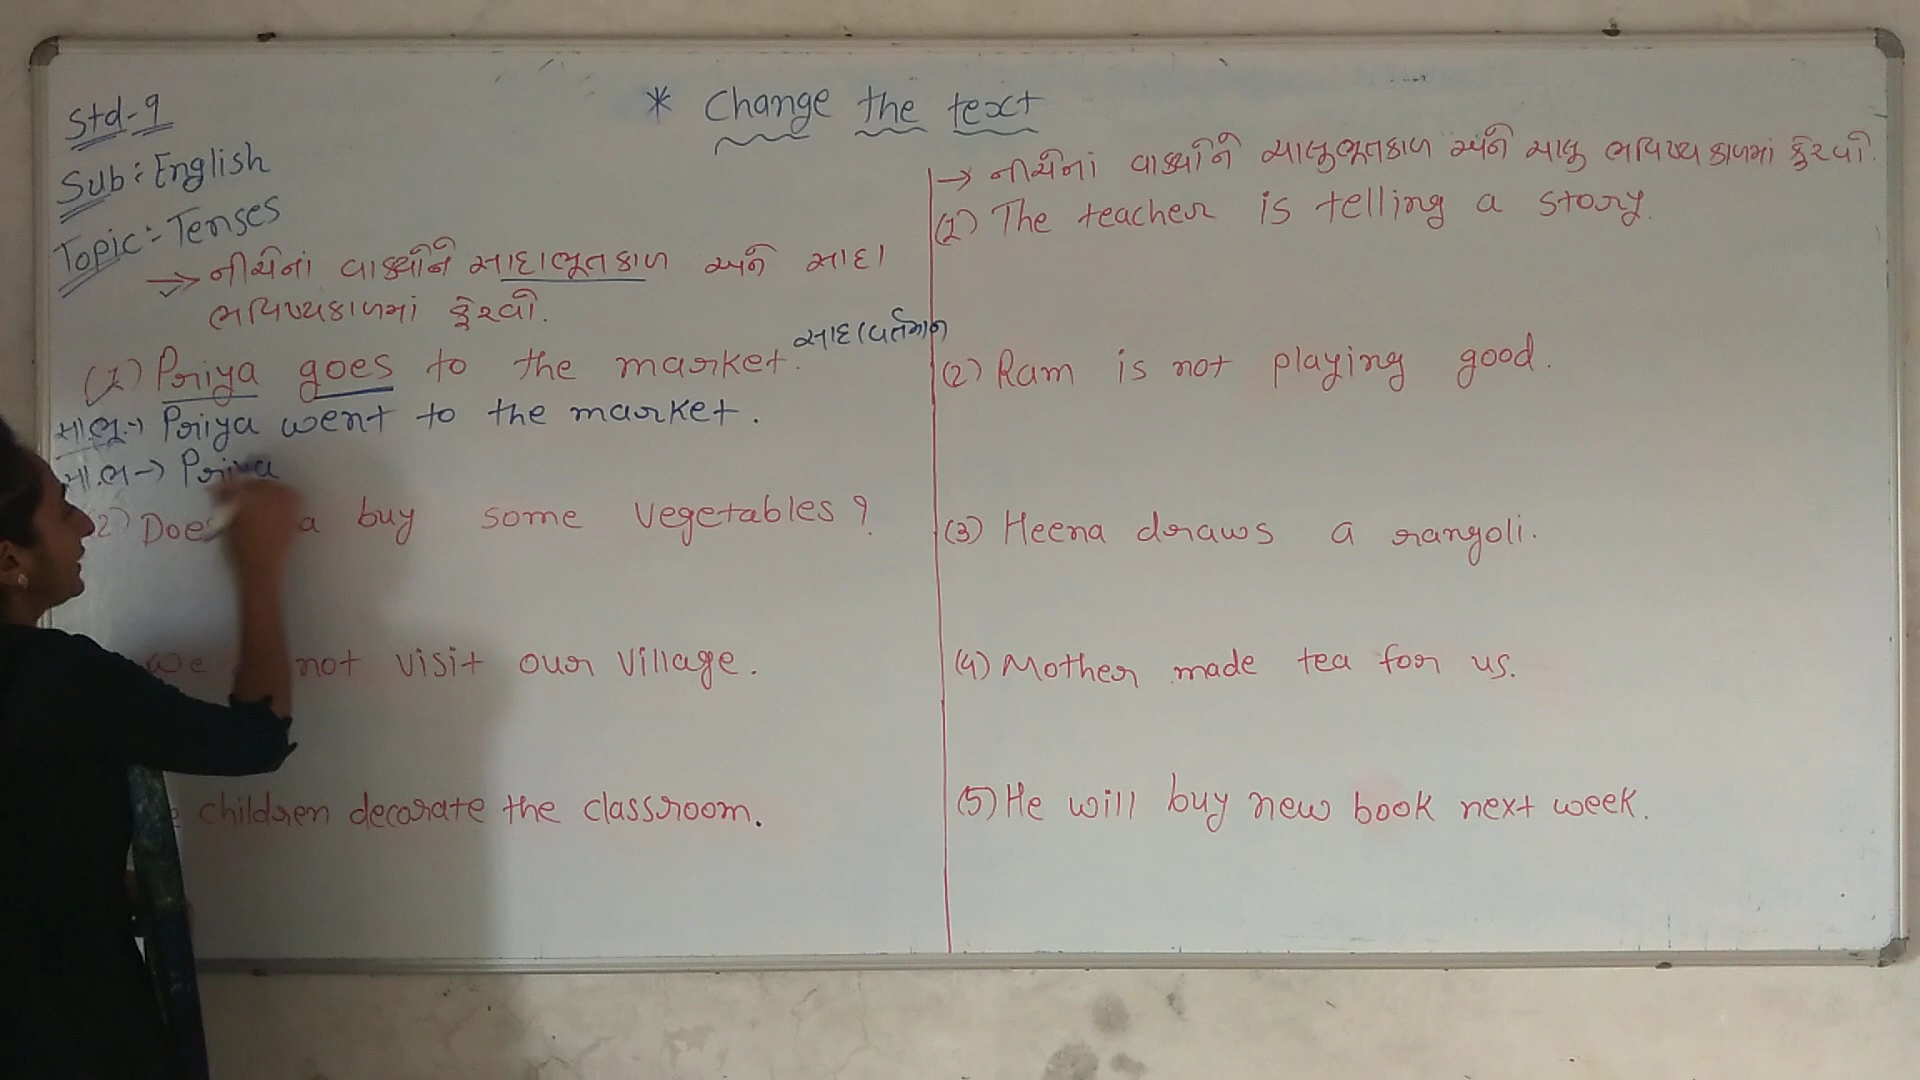 * Change the text
Std-9
Sub: English
Topic:- Tenses
→ નીચેનાં વાક્યોને સાદાભૂતકાળ અને સાદા
ભવિષ્યકાળમાં ફેરવો.
(1) Priya goes to the market. સાદાવર્તમાન
સા.ભૂ.→ Priya went to the market.
સા.ભ→ Priya
2) Does a buy some vegetables?
we not visit our village.
children decorate the classroom.
→ નીચેનાં વાક્યોને ચાલુભૂતકાળ અને ચાલુ ભવિષ્યકાળમાં ફેરવો.
(1) The teacher is telling a story.
(2) Ram is not playing good.
(3) Heena draws a rangoli.
(4) Mother made tea for us.
(5) He will buy new book next week.